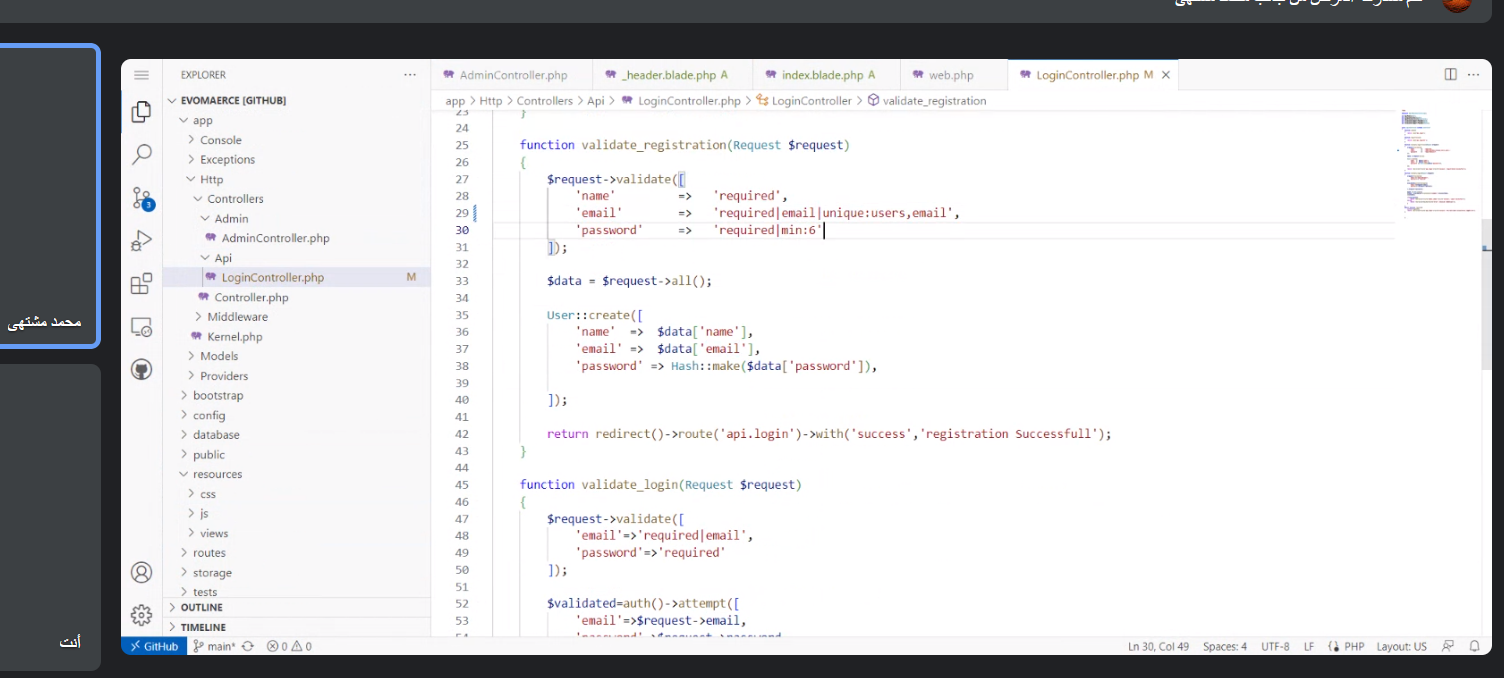 محمد مشتهى
أنت
EXPLORER
EVOMAERCE [GITHUB]
app
Console
Exceptions
Http
Controllers
Admin
AdminController.php
Api
LoginController.php M
Controller.php
Middleware
Kernel.php
Models
Providers
bootstrap
config
database
public
resources
css
js
views
routes
storage
tests
OUTLINE
TIMELINE
3
AdminController.php
_header.blade.php A
index.blade.php A
web.php
LoginController.php M
app > Http > Controllers > Api > LoginController.php > LoginController > validate_registration
23 }
24
25 function validate_registration(Request $request)
26 {
27 $request->validate([
28 'name' => 'required',
29 'email' => 'required|email|unique:users,email',
30 'password' => 'required|min:6'
31 ]);
32
33 $data = $request->all();
34
35 User::create([
36 'name' => $data['name'],
37 'email' => $data['email'],
38 'password' => Hash::make($data['password']),
39
40 ]);
41
42 return redirect()->route('api.login')->with('success','registration Successfull');
43 }
44
45 function validate_login(Request $request)
46 {
47 $request->validate([
48 'email'=>'required|email',
49 'password'=>'required'
50 ]);
51
52 $validated=auth()->attempt([
53 'email'=>$request->email,
GitHub main* 0 0
Ln 30, Col 49 Spaces: 4 UTF-8 LF PHP Layout: US